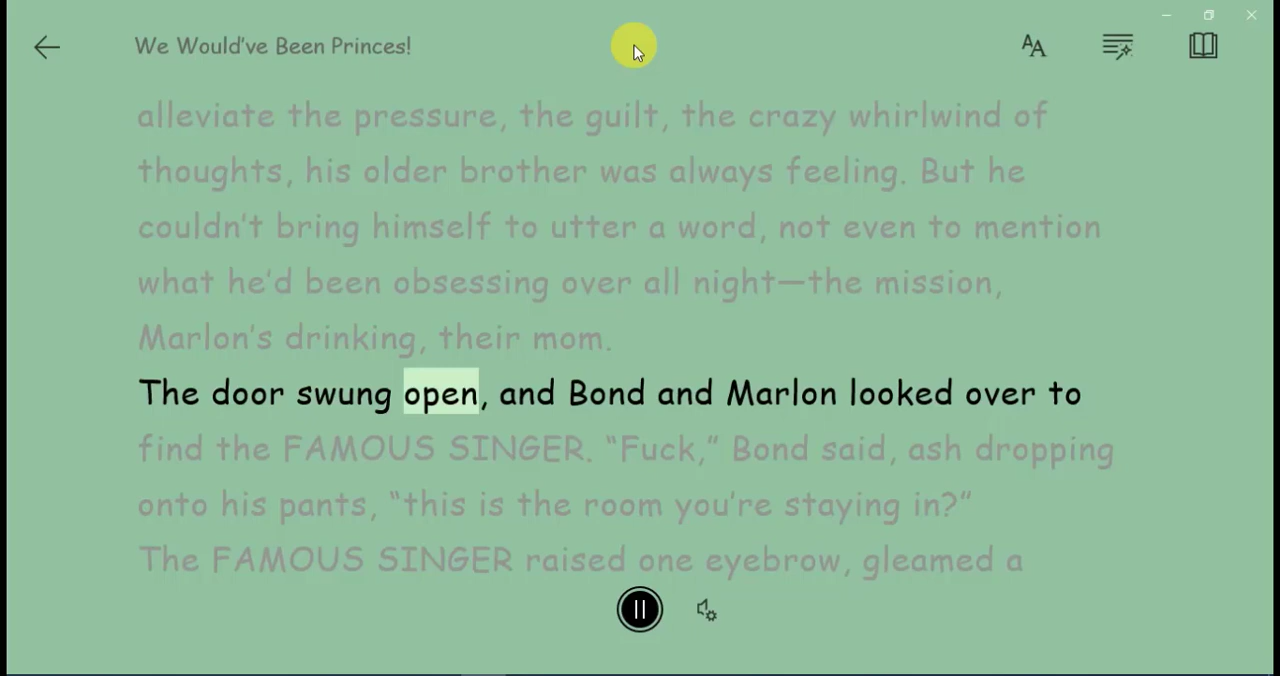 We Would've Been Princes!
AA
alleviate the pressure, the guilt, the crazy whirlwind of
thoughts, his older brother was always feeling. But he
couldn't bring himself to utter a word, not even to mention
what he'd been obsessing over all night—the mission,
Marlon's drinking, their mom.
The door swung open, and Bond and Marlon looked over to
find the FAMOUS SINGER. “Fuck,” Bond said, ash dropping
onto his pants, “this is the room you're staying in?”
The FAMOUS SINGER raised one eyebrow, gleamed a